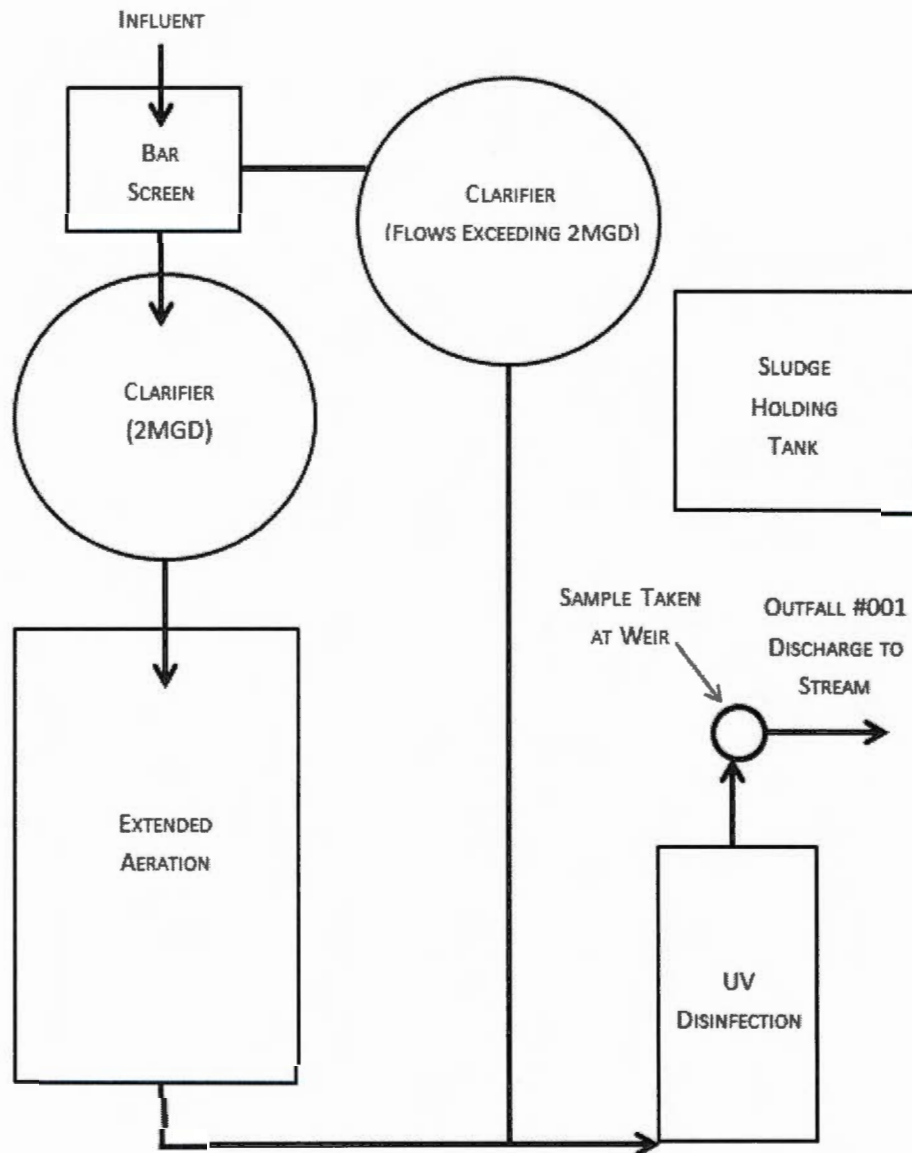 INFLUENT
BAR
SCREEN
CLARIFIER
(FLOWS EXCEEDING 2MGD)
CLARIFIER
(2MGD)
SLUDGE
HOLDING
TANK
SAMPLE TAKEN
AT WEIR
OUTFALL #001
DISCHARGE TO
STREAM
EXTENDED
AERATION
UV
DISINFECTION